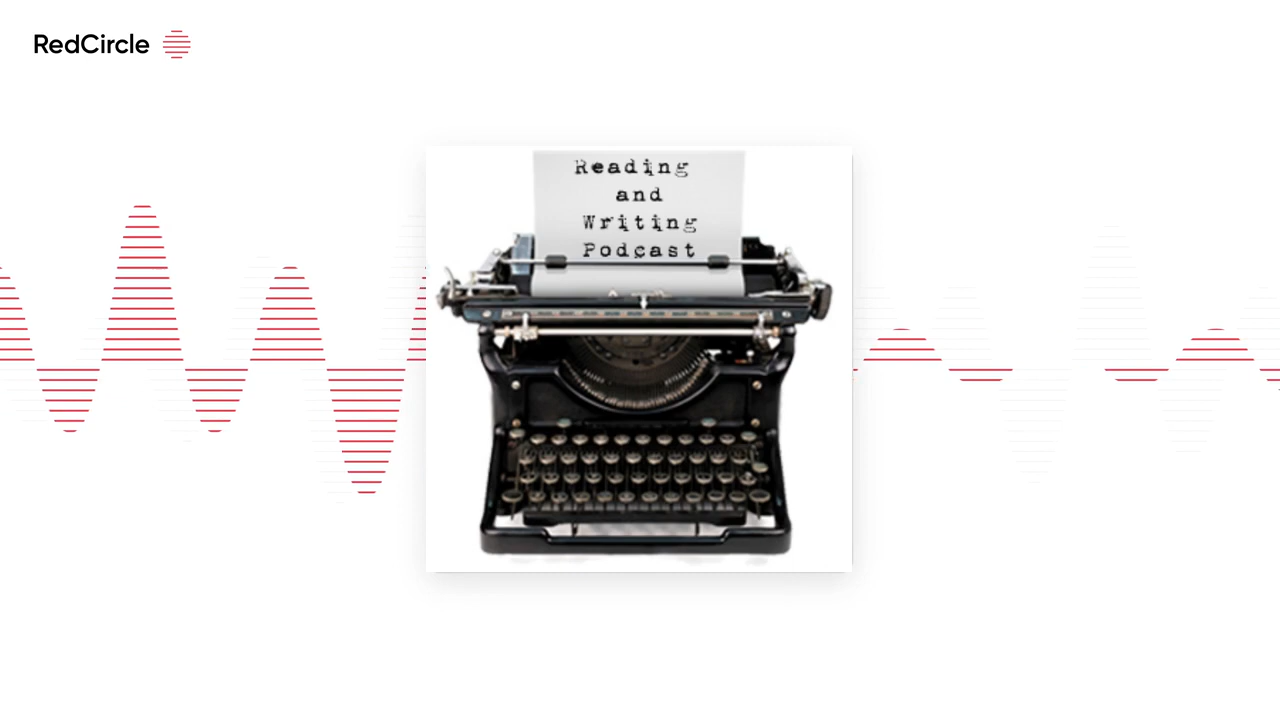 RedCircle
Reading
and
Writing
Podcast